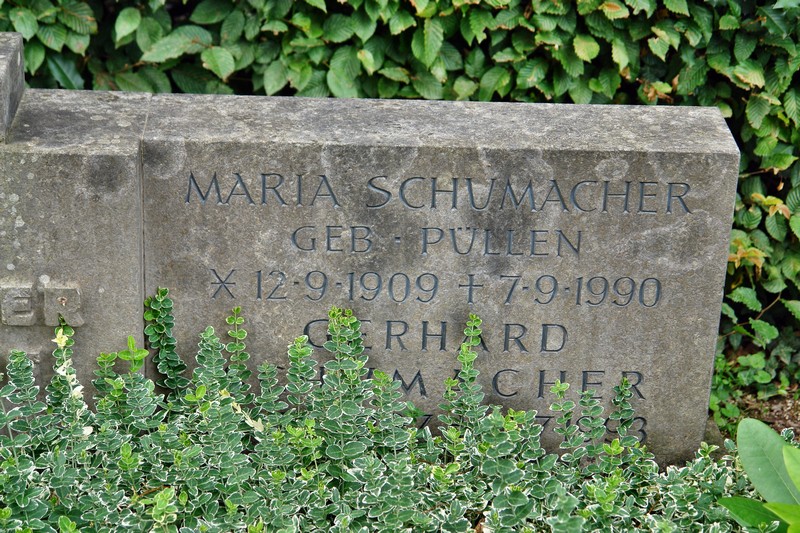 MARIA SCHUMACHER
GEB · PÜLLEN
* 12·9·1909 † 7·9·1990
GERHARD